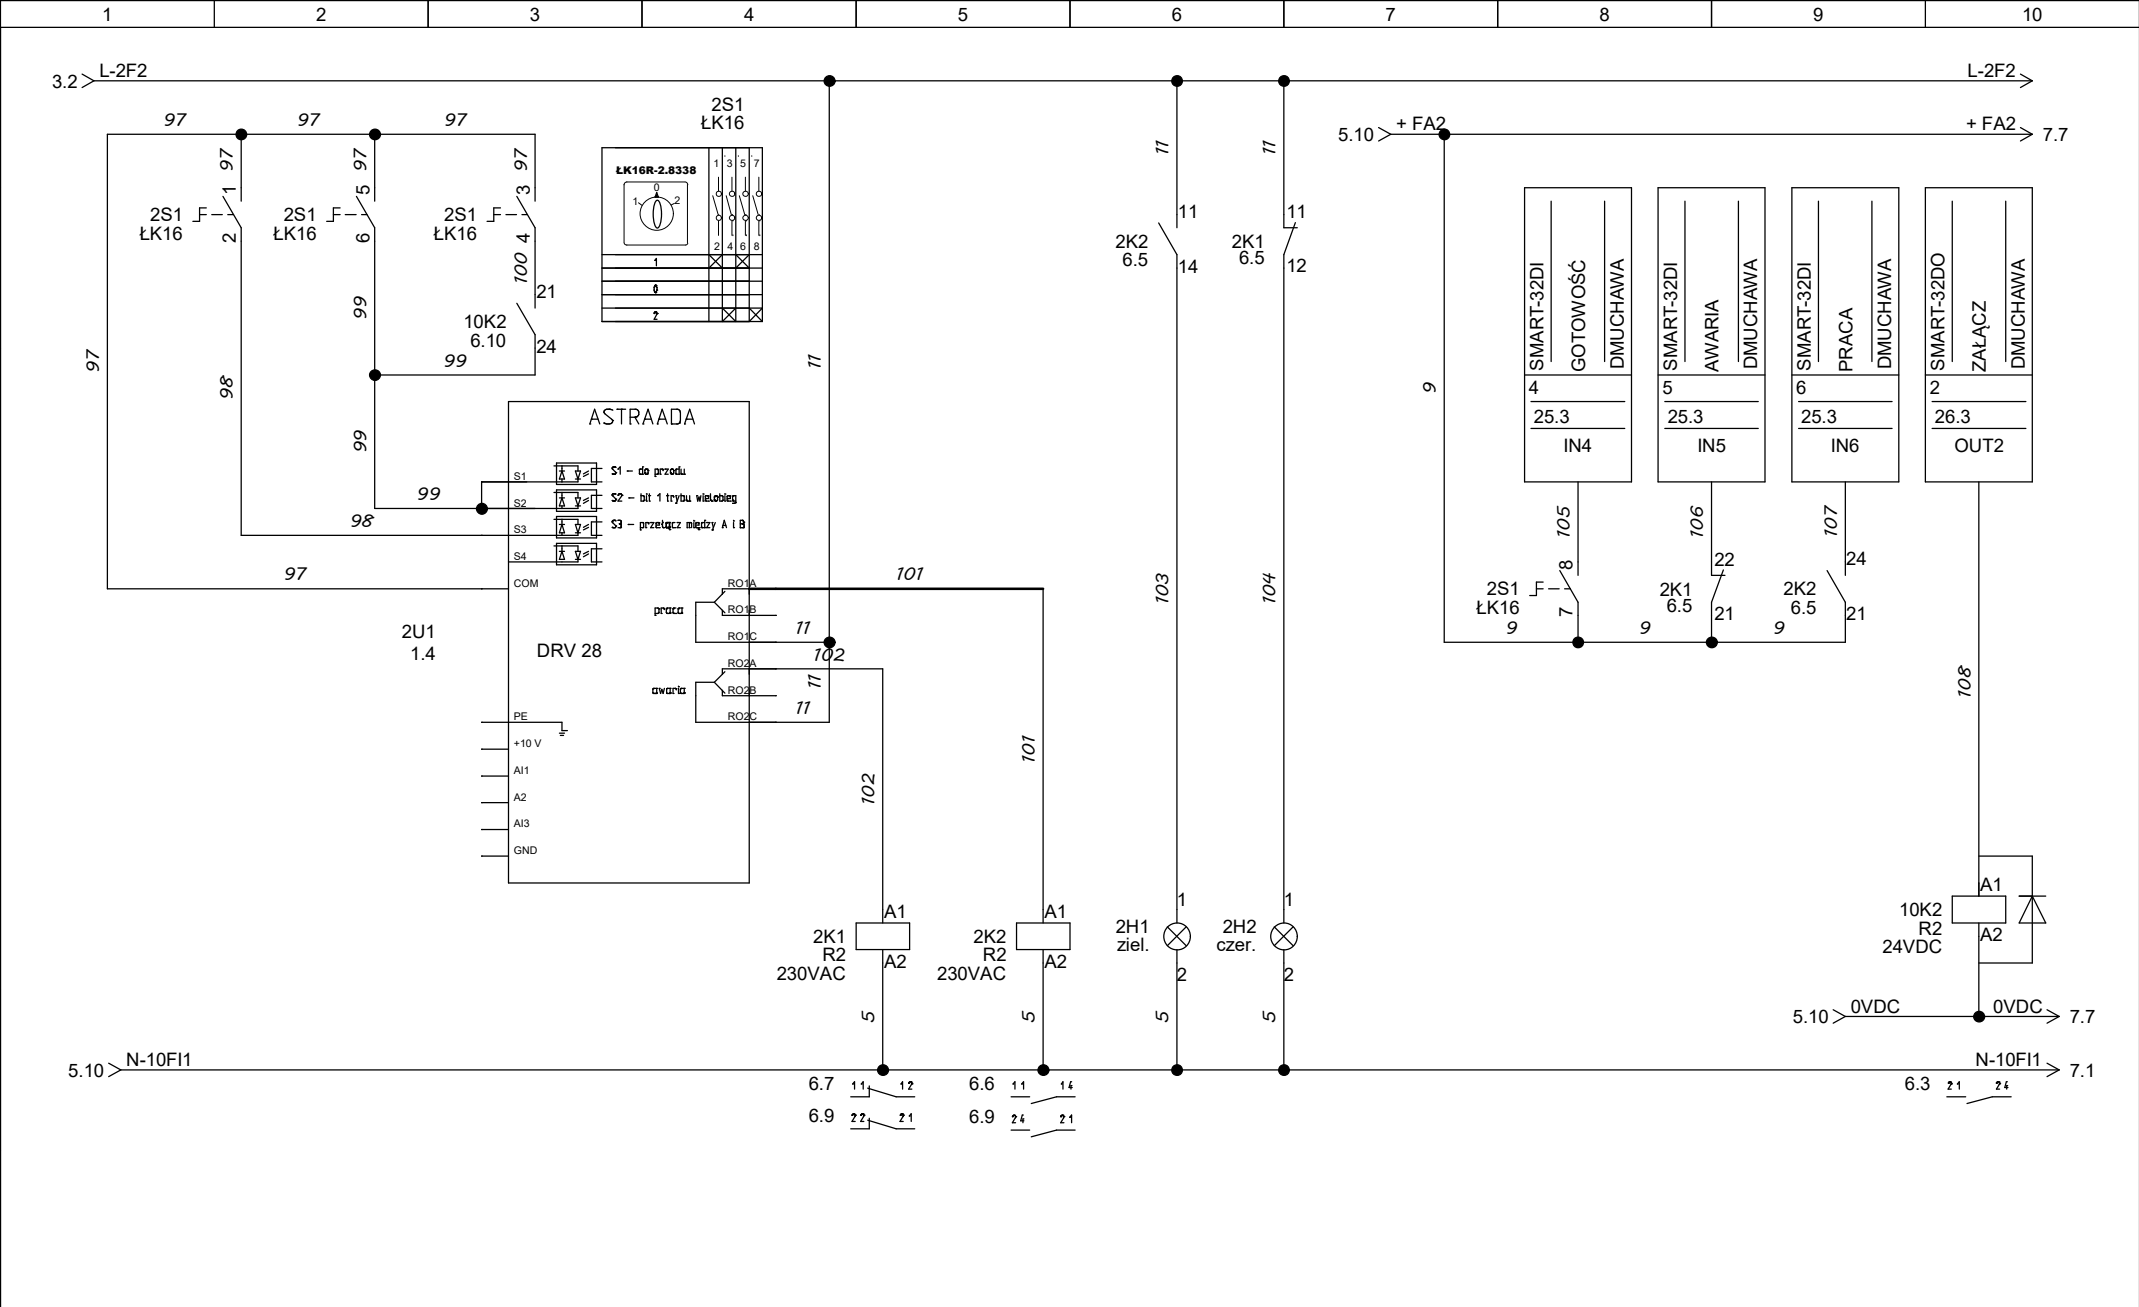 1 2 3 4 5 6 7 8 9 10
3.2 L-2F2 L-2F2
5.10 + FA2 + FA2 7.7
97 97 97
97 97 97
11 11
2S1
ŁK16
1 2
2S1
ŁK16
5 6
2S1
ŁK16
3 4
2S1
ŁK16
ŁK16R-2.8338
0
1 2
1 3 5 7
2 4 6 8
1
0
2
100
21
10K2
6.10
24
99
99
99
99
97
98
98
97
11
ASTRAADA
S1 S1 – do przodu
S2 S2 – bit 1 trybu wielobieg
S3 S3 – przełącz między A i B
S4
COM
2U1
1.4
DRV 28
praca
RO1A
RO1B
RO1C
awaria
RO2A
RO2B
RO2C
PE
+10 V
AI1
A2
AI3
GND
101
11
102
11
11
102
101
2K2
6.5
11
14
2K1
6.5
11
12
103
104
9
SMART-32DI
GOTOWOŚĆ
DMUCHAWA
4
25.3
IN4
SMART-32DI
AWARIA
DMUCHAWA
5
25.3
IN5
SMART-32DI
PRACA
DMUCHAWA
6
25.3
IN6
SMART-32DO
ZAŁĄCZ
DMUCHAWA
2
26.3
OUT2
105
106
107
108
2S1
ŁK16
8
7
2K1
6.5
22
21
2K2
6.5
24
21
9 9 9
A1
2K1
R2
230VAC
A2
5
A1
2K2
R2
230VAC
A2
5
1
2H1
ziel.
2
5
1
2H2
czer.
2
5
A1
10K2
R2
24VDC
A2
5.10 0VDC 0VDC 7.7
5.10 N-10FI1 N-10FI1 7.1
6.7 11 12
6.9 22 21
6.6 11 14
6.9 24 21
6.3 21 24